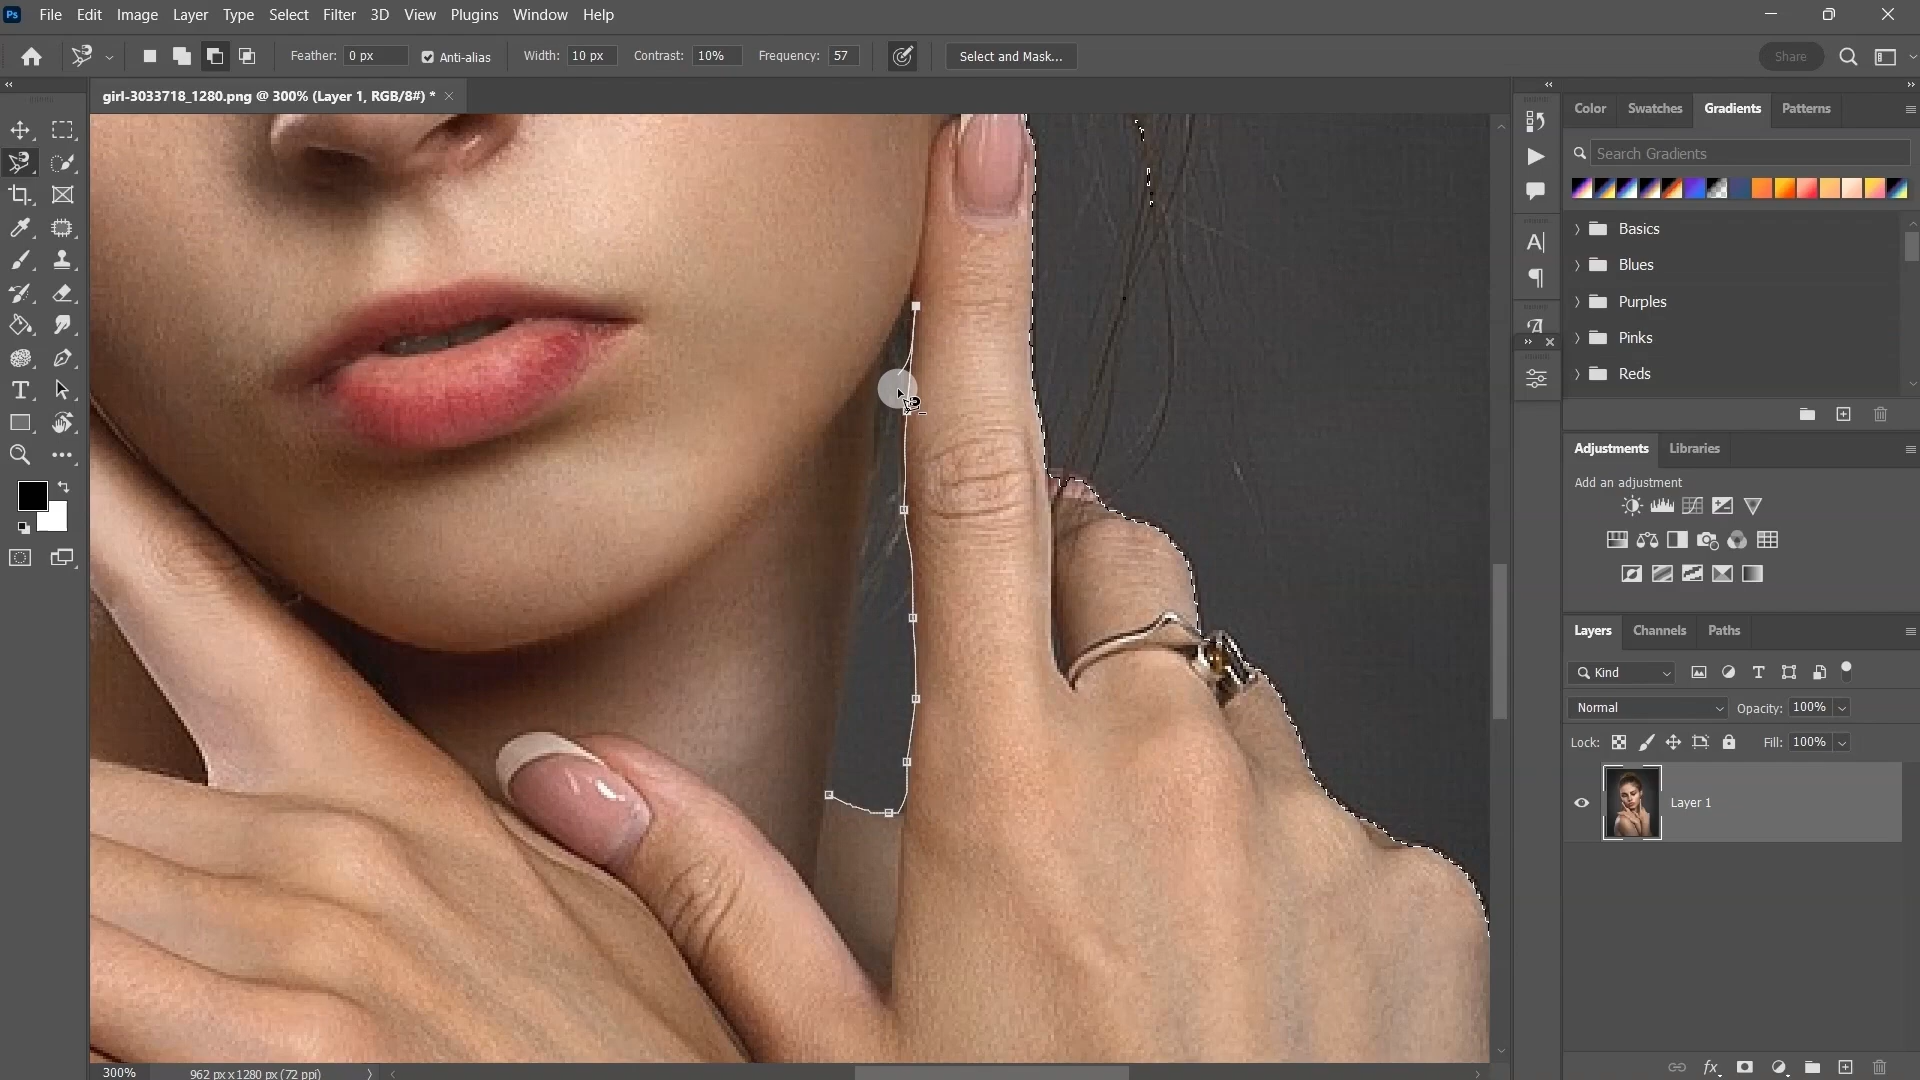 Ps File Edit Image Layer Type Select Filter 3D View Plugins Window Help
Feather: 0 px Anti-alias Width: 10 px Contrast: 10% Frequency: 57 Select and Mask... Share
girl-3033718_1280.png @ 300% (Layer 1, RGB/8#) *
Color Swatches Gradients Patterns
Search Gradients
Basics
Blues
Purples
Pinks
Reds
Adjustments Libraries
Add an adjustment
Layers Channels Paths
Kind
Normal Opacity: 100%
Lock: Fill: 100%
Layer 1
300% 962 px x 1280 px (72 ppi)